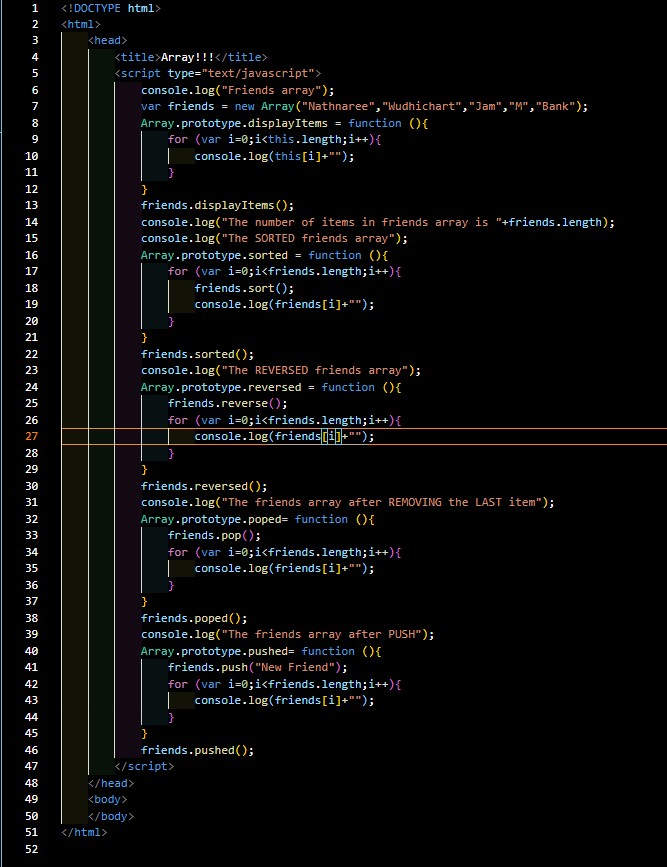 1 <!DOCTYPE html>
2 <html>
3     <head>
4         <title>Array!!!</title>
5         <script type="text/javascript">
6             console.log("Friends array");
7             var friends = new Array("Nathnaree","Wudhichart","Jam","M","Bank");
8             Array.prototype.displayItems = function (){
9                 for (var i=0;i<this.length;i++){
10                     console.log(this[i]+"");
11                 }
12             }
13             friends.displayItems();
14             console.log("The number of items in friends array is "+friends.length);
15             console.log("The SORTED friends array");
16             Array.prototype.sorted = function (){
17                 for (var i=0;i<friends.length;i++){
18                     friends.sort();
19                     console.log(friends[i]+"");
20                 }
21             }
22             friends.sorted();
23             console.log("The REVERSED friends array");
24             Array.prototype.reversed = function (){
25                 friends.reverse();
26                 for (var i=0;i<friends.length;i++){
27                     console.log(friends[i]+"");
28                 }
29             }
30             friends.reversed();
31             console.log("The friends array after REMOVING the LAST item");
32             Array.prototype.poped= function (){
33                 friends.pop();
34                 for (var i=0;i<friends.length;i++){
35                     console.log(friends[i]+"");
36                 }
37             }
38             friends.poped();
39             console.log("The friends array after PUSH");
40             Array.prototype.pushed= function (){
41                 friends.push("New Friend");
42                 for (var i=0;i<friends.length;i++){
43                     console.log(friends[i]+"");
44                 }
45             }
46             friends.pushed();
47         </script>
48     </head>
49     <body>
50     </body>
51 </html>
52